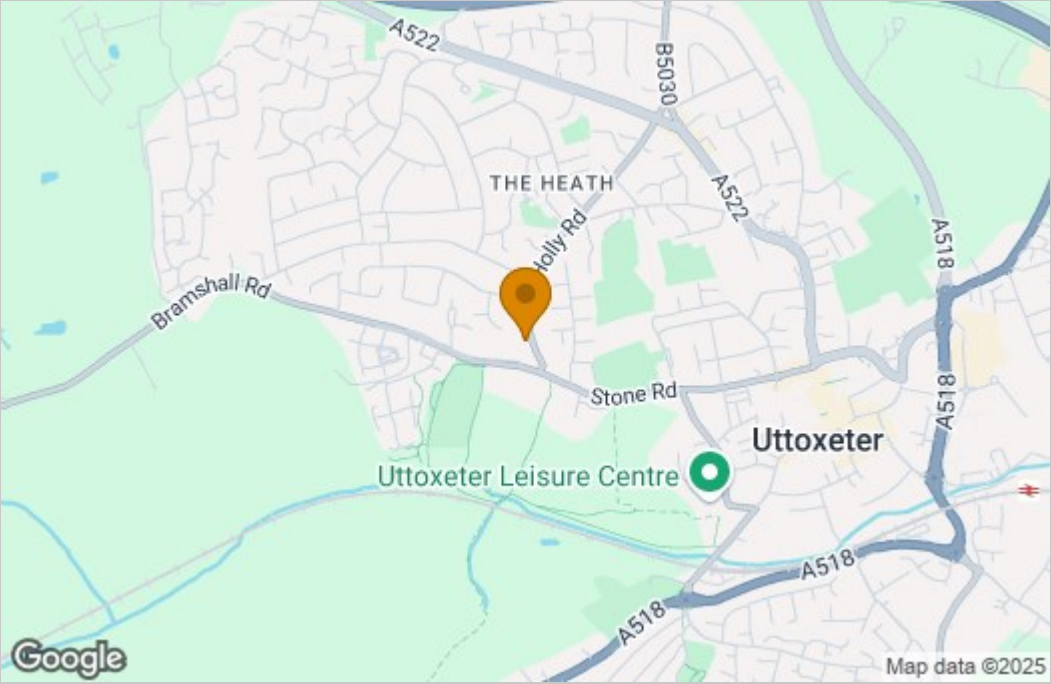 A522
B5030
THE HEATH
A522
Holly Rd
A518
Bramshall Rd
Stone Rd
A518
Uttoxeter
Uttoxeter Leisure Centre
A518
A518
Google
Map data ©2025